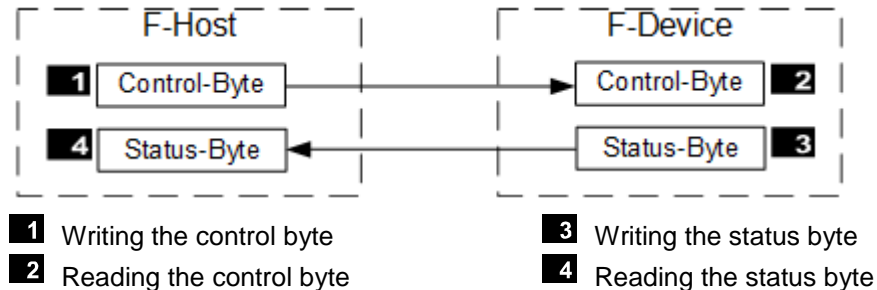 F-Host F-Device
1 Control-Byte Control-Byte 2
4 Status-Byte Status-Byte 3
1 Writing the control byte 3 Writing the status byte
2 Reading the control byte 4 Reading the status byte